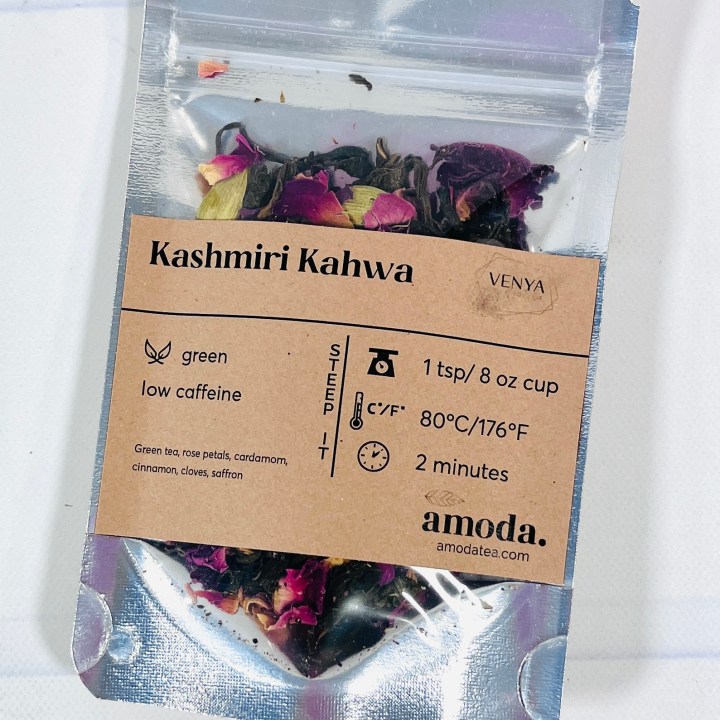 Kashmiri Kahwa
VENYA
green
low caffeine
Green tea, rose petals, cardamom,
cinnamon, cloves, saffron
STEEP IT
1 tsp/ 8 oz cup
C°/F°
80°C/176°F
2 minutes
amoda.
amodatea.com